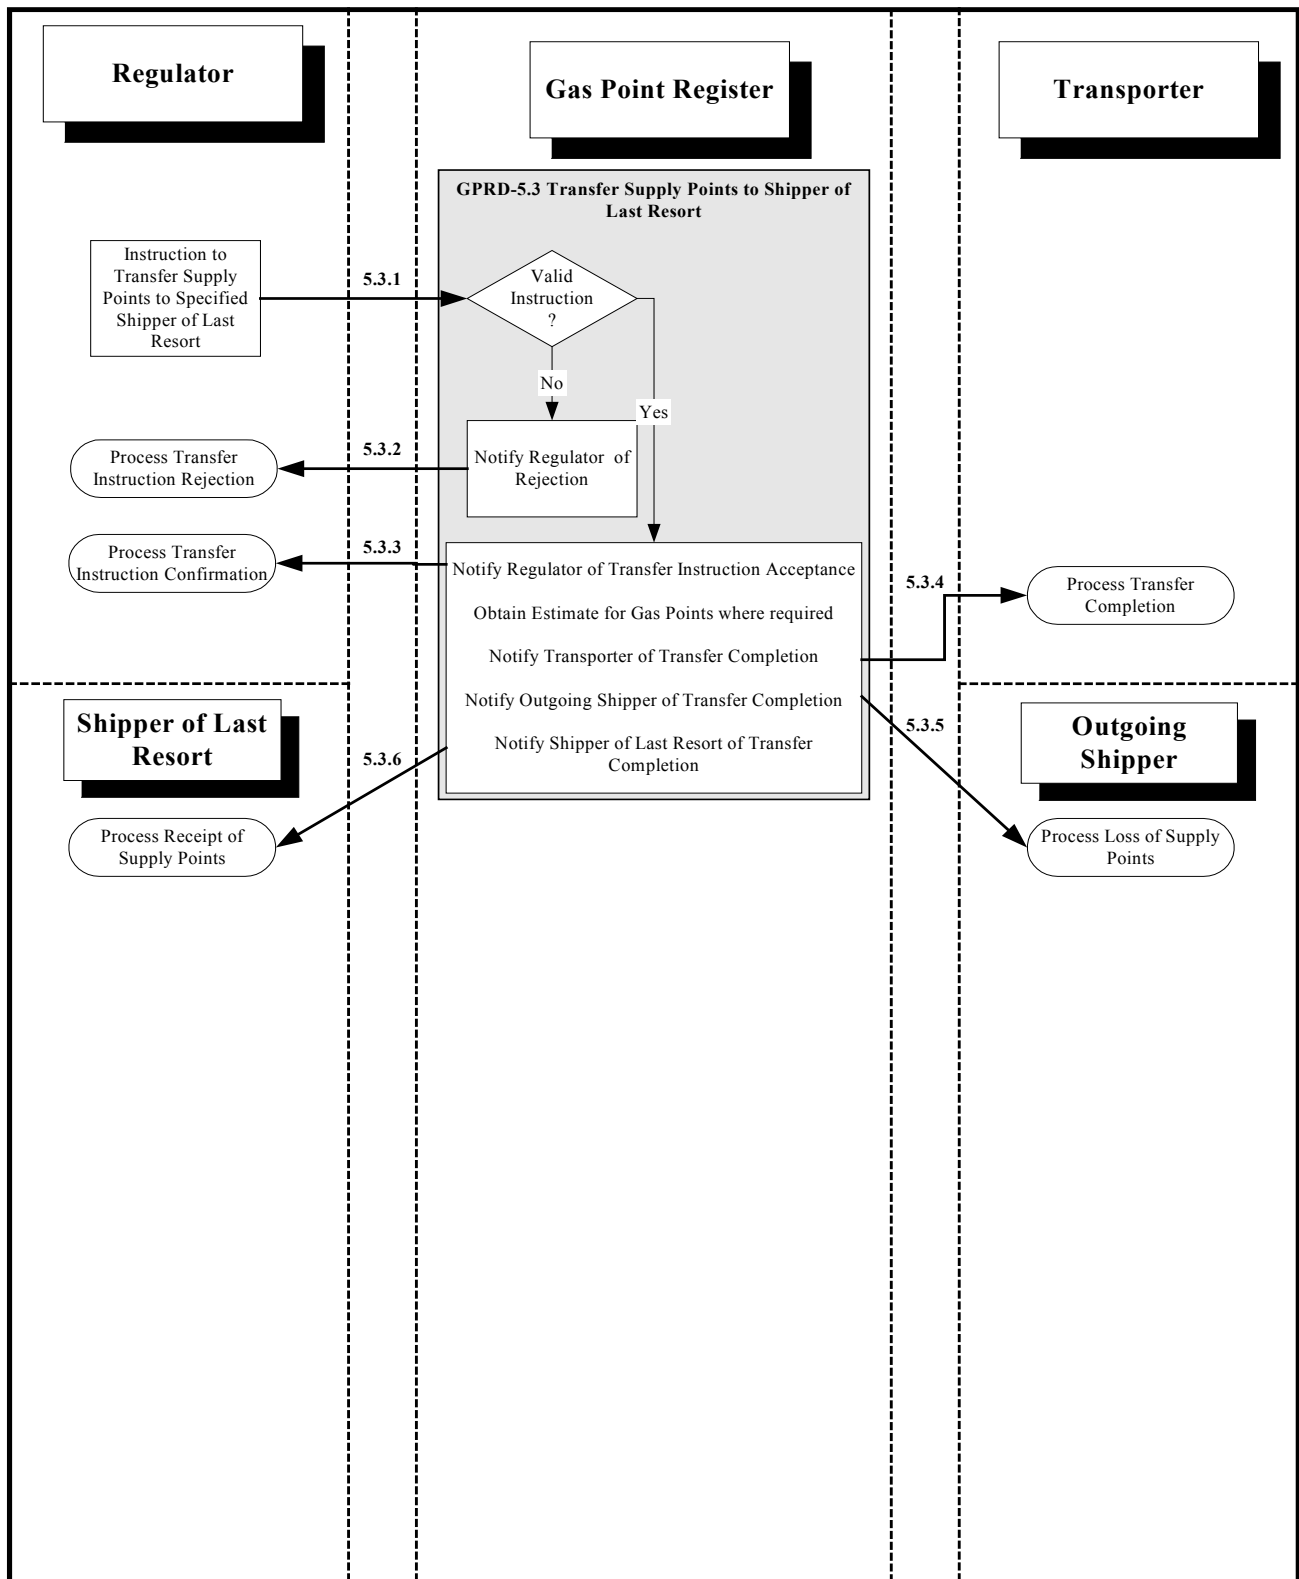 Regulator
Gas Point Register
Transporter
GPRD-5.3 Transfer Supply Points to Shipper of
Last Resort
Instruction to
Transfer Supply
Points to Specified
Shipper of Last
Resort
5.3.1
Valid
Instruction
?
No
Yes
Process Transfer
Instruction Rejection
5.3.2
Notify Regulator of
Rejection
Process Transfer
Instruction Confirmation
5.3.3
Notify Regulator of Transfer Instruction Acceptance
Obtain Estimate for Gas Points where required
Notify Transporter of Transfer Completion
Notify Outgoing Shipper of Transfer Completion
Notify Shipper of Last Resort of Transfer
Completion
5.3.4
Process Transfer
Completion
Shipper of Last
Resort
5.3.6
5.3.5
Outgoing
Shipper
Process Receipt of
Supply Points
Process Loss of Supply
Points